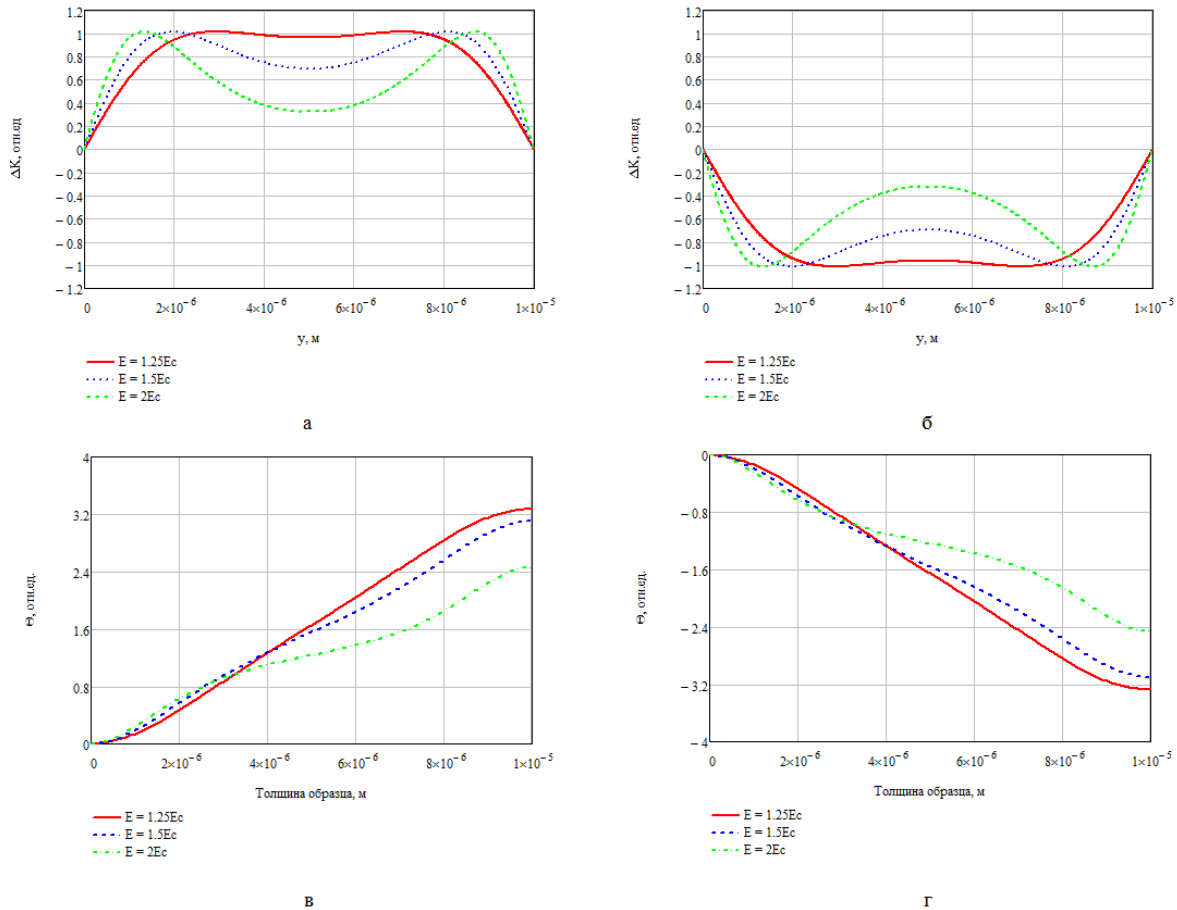 1.2
1
0.8
0.6
0.4
0.2
0
− 0.2
− 0.4
− 0.6
− 0.8
− 1
− 1.2
ΔK, отн.ед
0 2×10⁻⁶ 4×10⁻⁶ 6×10⁻⁶ 8×10⁻⁶ 1×10⁻⁵
y, м
E = 1.25Ec
E = 1.5Ec
E = 2Ec
а
1.2
1
0.8
0.6
0.4
0.2
0
− 0.2
− 0.4
− 0.6
− 0.8
− 1
− 1.2
ΔK, отн.ед
0 2×10⁻⁶ 4×10⁻⁶ 6×10⁻⁶ 8×10⁻⁶ 1×10⁻⁵
y, м
E = 1.25Ec
E = 1.5Ec
E = 2Ec
б
4
3.2
2.4
1.6
0.8
0
Θ, отн.ед.
0 2×10⁻⁶ 4×10⁻⁶ 6×10⁻⁶ 8×10⁻⁶ 1×10⁻⁵
Толщина образца, м
E = 1.25Ec
E = 1.5Ec
E = 2Ec
в
0
− 0.8
− 1.6
− 2.4
− 3.2
− 4
Θ, отн.ед.
0 2×10⁻⁶ 4×10⁻⁶ 6×10⁻⁶ 8×10⁻⁶ 1×10⁻⁵
Толщина образца, м
E = 1.25Ec
E = 1.5Ec
E = 2Ec
г